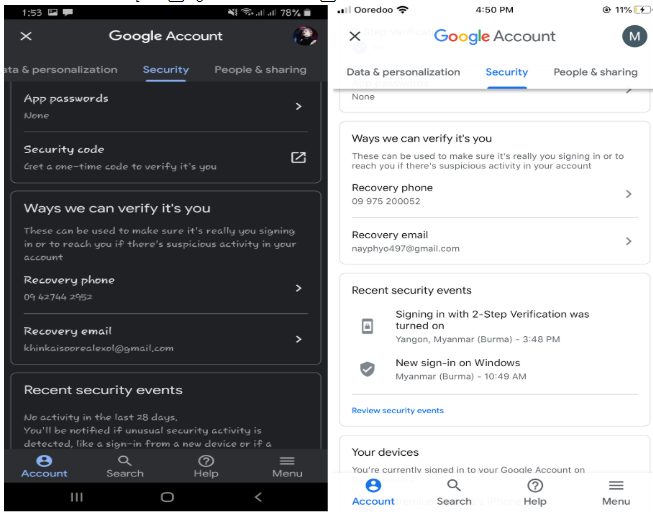 1:53
78%
Google Account
ata & personalization
Security
People & sharing
App passwords
None
Security code
Get a one-time code to verify it's you
Ways we can verify it's you
These can be used to make sure it's really you signing
in or to reach you if there's suspicious activity in your
account
Recovery phone
09 42744 2952
Recovery email
khinkaisoorealexol@gmail.com
Recent security events
No activity in the last 28 days.
You'll be notified if unusual security activity is
detected, like a sign-in from a new device or if a
Account
Search
Help
Menu
Ooredoo
4:50 PM
11%
Google Account
M
Data & personalization
Security
People & sharing
None
Ways we can verify it's you
These can be used to make sure it's really you signing in or to
reach you if there's suspicious activity in your account
Recovery phone
09 975 200052
Recovery email
nayphyo497@gmail.com
Recent security events
Signing in with 2-Step Verification was
turned on
Yangon, Myanmar (Burma) - 3:48 PM
New sign-in on Windows
Myanmar (Burma) - 10:49 AM
Review security events
Your devices
You're currently signed in to your Google Account on
Account
Search
Help
Menu